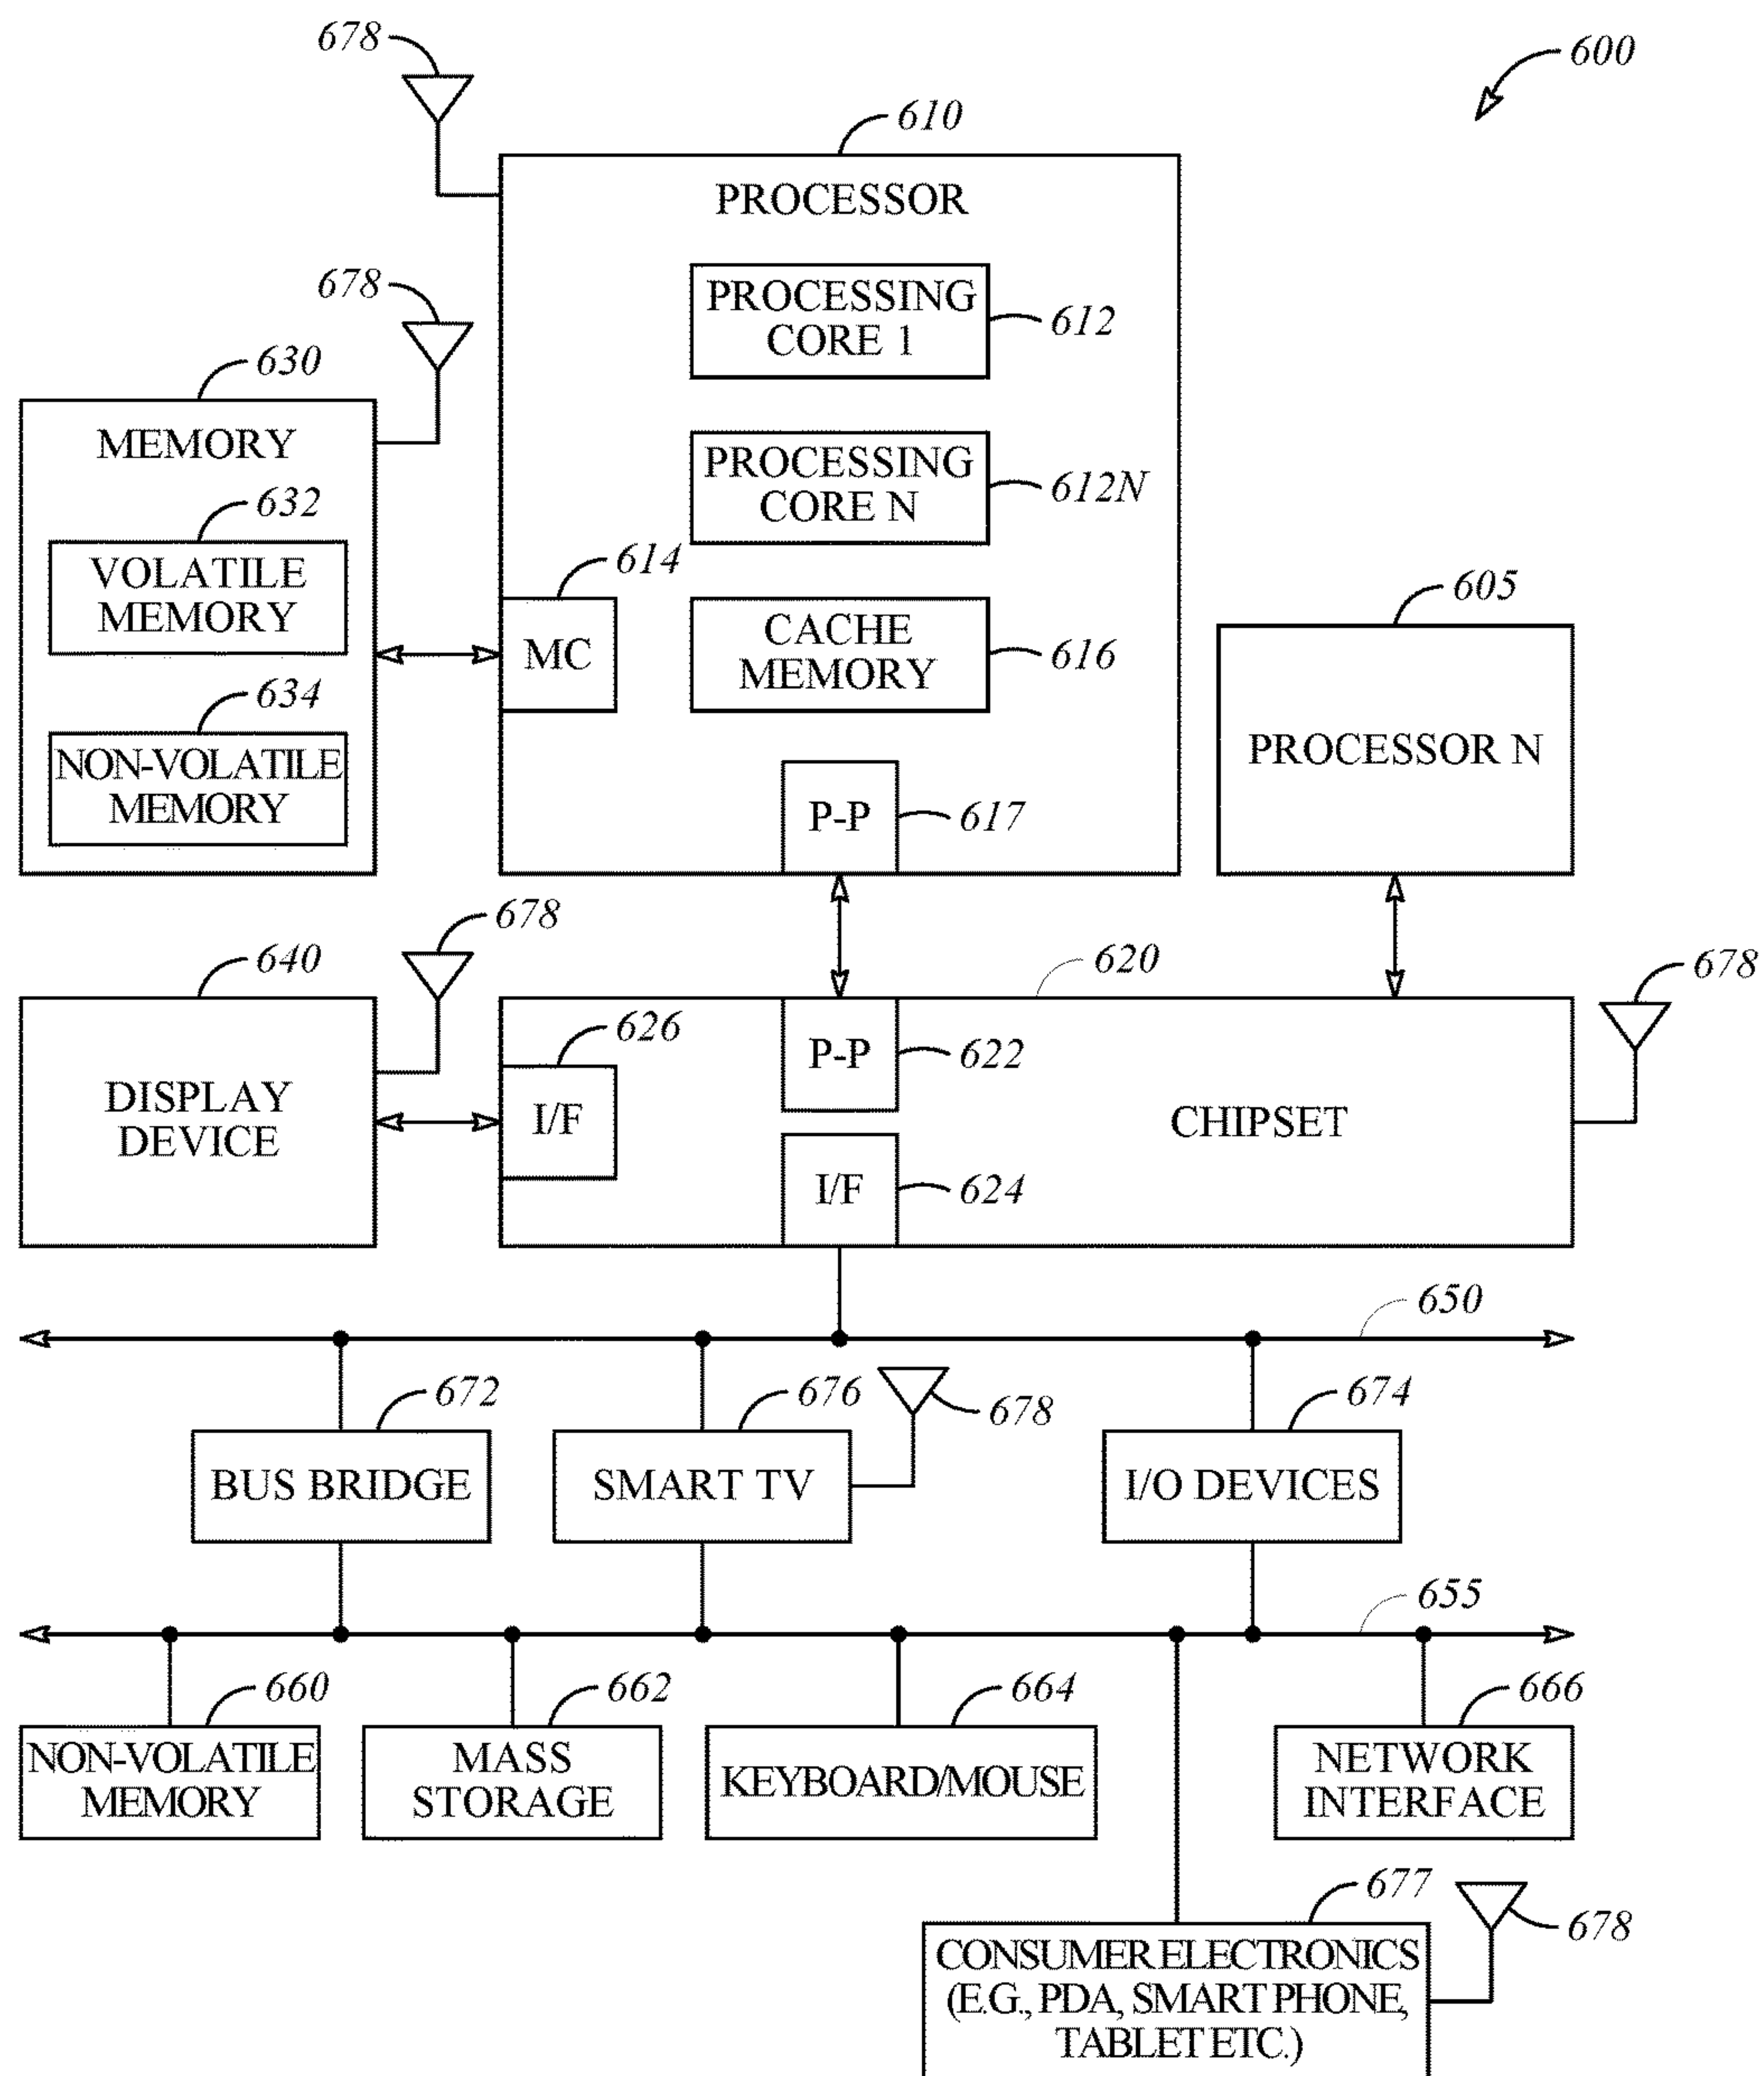 678
600
610
PROCESSOR
PROCESSING
CORE 1
612
678
630
MEMORY
PROCESSING
CORE N
612N
632
VOLATILE
MEMORY
614
MC
CACHE
MEMORY
616
605
PROCESSOR N
634
NON-VOLATILE
MEMORY
P-P
617
678
640
DISPLAY
DEVICE
620
678
626
I/F
P-P
622
CHIPSET
I/F
624
650
672
BUS BRIDGE
676
SMART TV
678
674
I/O DEVICES
655
660
NON-VOLATILE
MEMORY
662
MASS
STORAGE
664
KEYBOARD/MOUSE
666
NETWORK
INTERFACE
677
CONSUMER ELECTRONICS
(E.G., PDA, SMART PHONE,
TABLET ETC.)
678